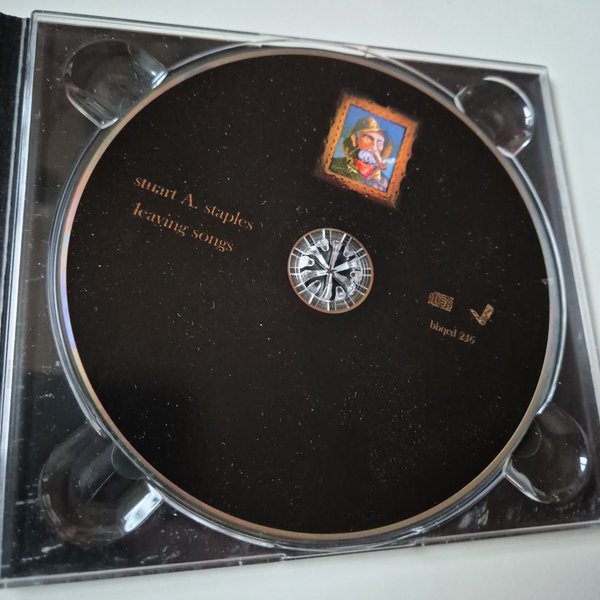 stuart A. staples
leaving songs
bbqcd 246